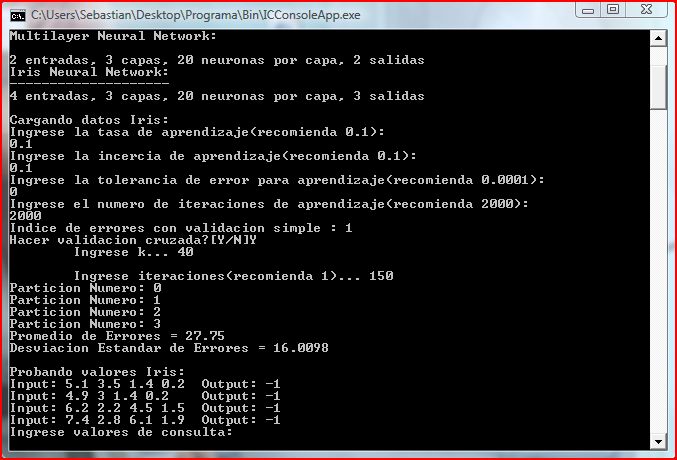 C:\Users\Sebastian\Desktop\Programa\Bin\ICConsoleApp.exe
Multilayer Neural Network:
2 entradas, 3 capas, 20 neuronas por capa, 2 salidas
Iris Neural Network:
--------------------
4 entradas, 3 capas, 20 neuronas por capa, 3 salidas
Cargando datos Iris:
Ingrese la tasa de aprendizaje(recomienda 0.1):
0.1
Ingrese la incercia de aprendizaje(recomienda 0.1):
0.1
Ingrese la tolerancia de error para aprendizaje(recomienda 0.0001):
0
Ingrese el numero de iteraciones de aprendizaje(recomienda 2000):
2000
Indice de errores con validacion simple : 1
Hacer validacion cruzada?[Y/N]Y
Ingrese k... 40
Ingrese iteraciones(recomienda 1)... 150
Particion Numero: 0
Particion Numero: 1
Particion Numero: 2
Particion Numero: 3
Promedio de Errores = 27.75
Desviacion Estandar de Errores = 16.0098
Probando valores Iris:
Input: 5.1 3.5 1.4 0.2  Output: -1
Input: 4.9 3 1.4 0.2    Output: -1
Input: 6.2 2.2 4.5 1.5  Output: -1
Input: 7.4 2.8 6.1 1.9  Output: -1
Ingrese valores de consulta: